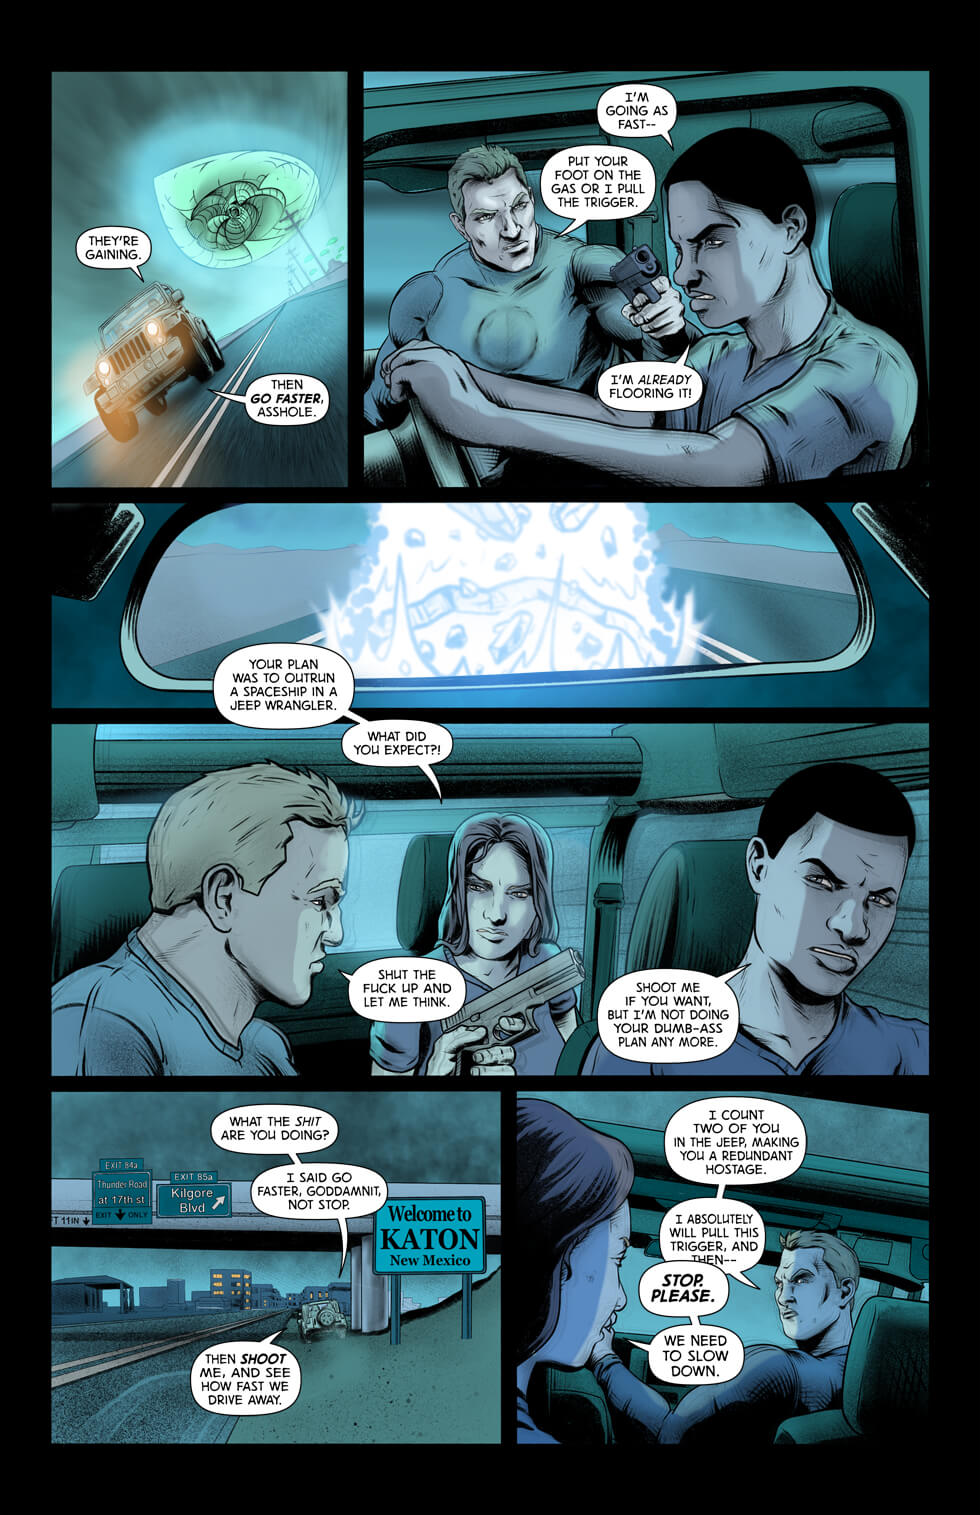 THEY'RE
GAINING.
THEN
GO FASTER,
ASSHOLE.
I'M
GOING AS
FAST--
PUT YOUR
FOOT ON THE
GAS OR I PULL
THE TRIGGER.
I'M ALREADY
FLOORING IT!
YOUR PLAN
WAS TO OUTRUN
A SPACESHIP IN A
JEEP WRANGLER.
WHAT DID
YOU EXPECT?!
SHUT THE
FUCK UP AND
LET ME THINK.
SHOOT ME
IF YOU WANT,
BUT I'M NOT DOING
YOUR DUMB-ASS
PLAN ANY MORE.
WHAT THE SHIT
ARE YOU DOING?
I SAID GO
FASTER, GODDAMNIT,
NOT STOP.
EXIT 84a
Thunder Road
at 17th st
EXIT ONLY
EXIT 85a
Kilgore
Blvd
FT 11IN
Welcome to
KATON
New Mexico
THEN SHOOT
ME, AND SEE
HOW FAST WE
DRIVE AWAY.
I COUNT
TWO OF YOU
IN THE JEEP, MAKING
YOU A REDUNDANT
HOSTAGE.
I ABSOLUTELY
WILL PULL THIS
TRIGGER, AND
THEN--
STOP.
PLEASE.
WE NEED
TO SLOW
DOWN.